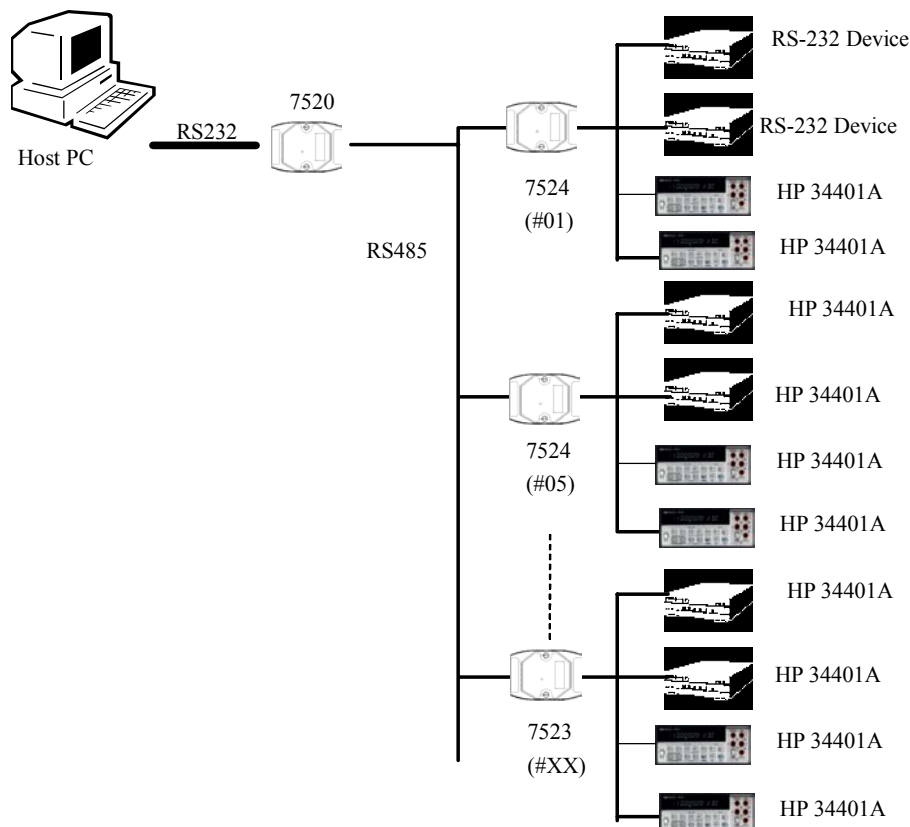 RS-232 Device
7520
RS232
Host PC
RS-232 Device
7524
(#01)
HP 34401A
HP 34401A
RS485
HP 34401A
HP 34401A
7524
(#05)
HP 34401A
HP 34401A
HP 34401A
HP 34401A
7523
(#XX)
HP 34401A
HP 34401A